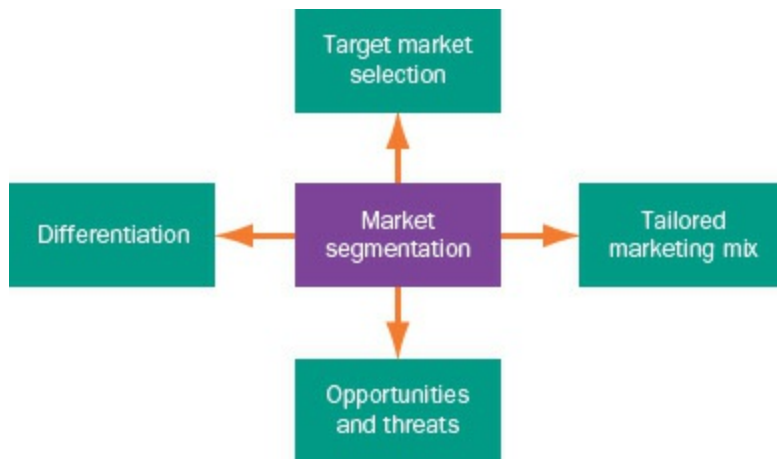 Target market
selection
Differentiation
Market
segmentation
Tailored
marketing mix
Opportunities
and threats